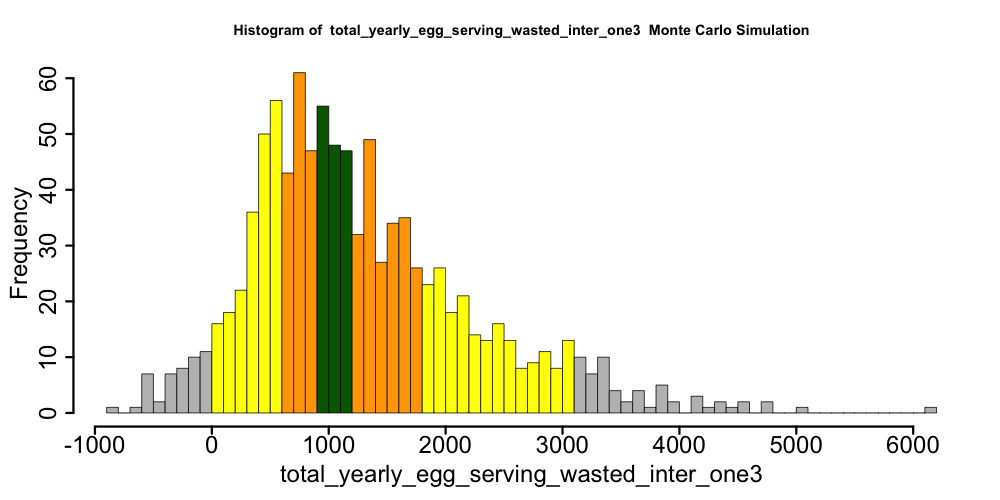 Histogram of  total_yearly_egg_serving_wasted_inter_one3  Monte Carlo Simulation
60
50
40
30
20
10
0
Frequency
-1000 0 1000 2000 3000 4000 5000 6000
total_yearly_egg_serving_wasted_inter_one3